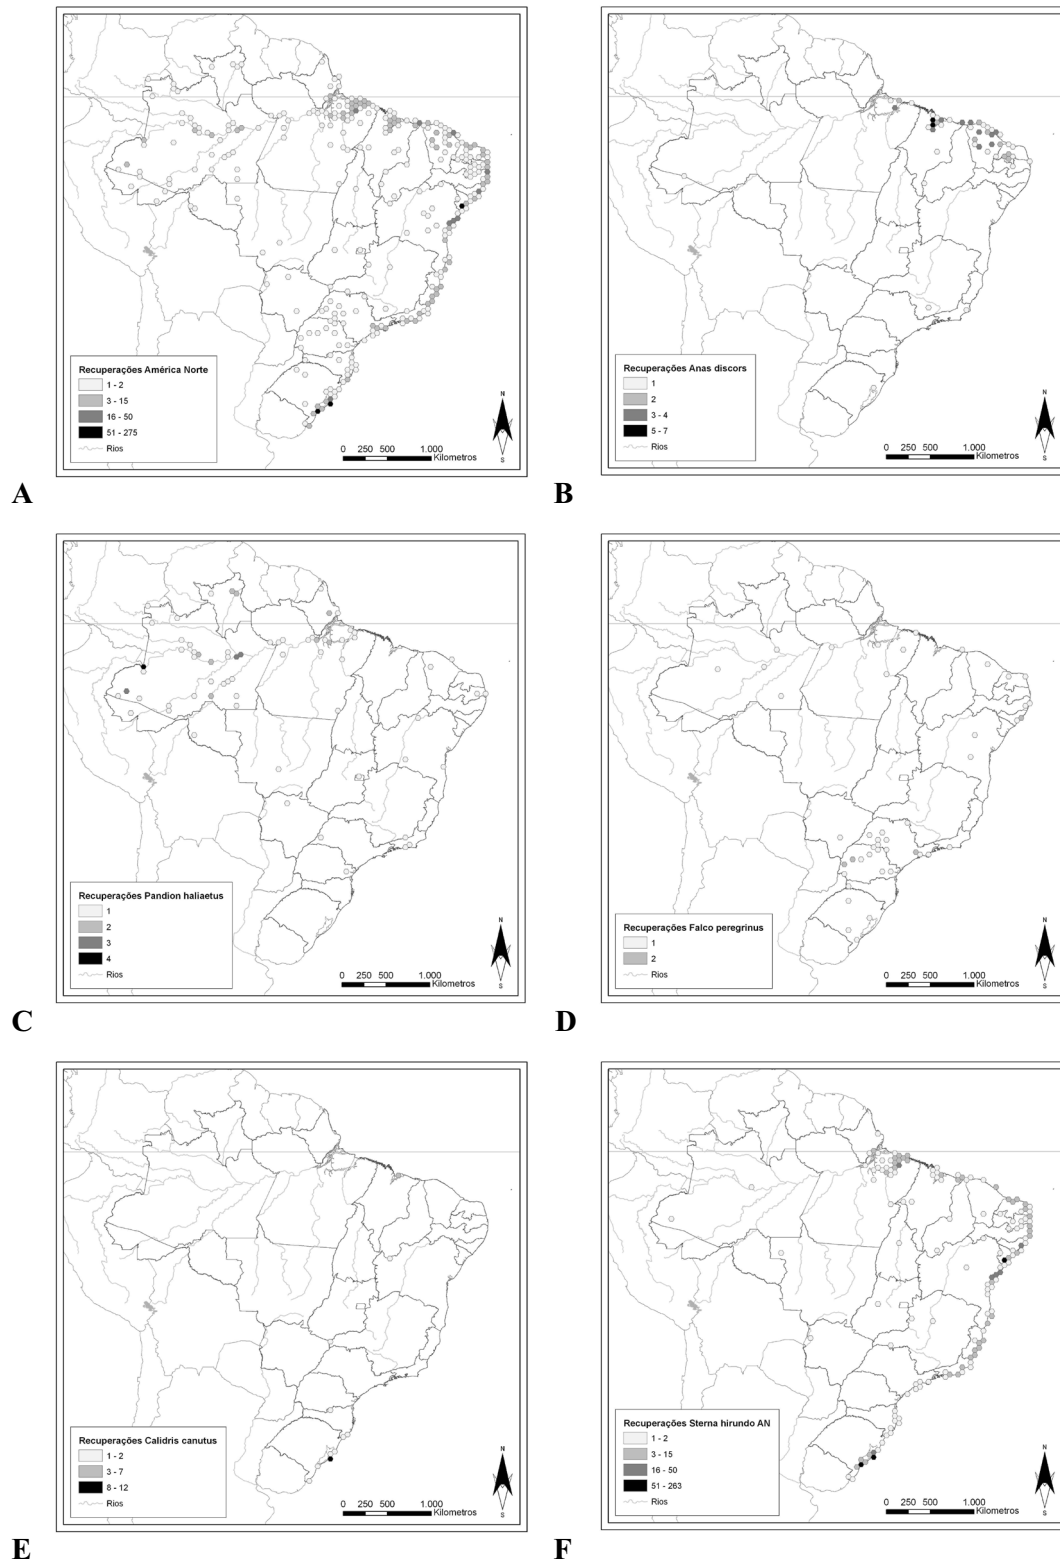 Recuperações América Norte
1 - 2
3 - 15
16 - 50
51 - 275
Rios
N
S
0 250 500 1.000
Kilometros
A
Recuperações Anas discors
1
2
3 - 4
5 - 7
Rios
N
S
0 250 500 1.000
Kilometros
B
Recuperações Pandion haliaetus
1
2
3
4
Rios
N
S
0 250 500 1.000
Kilometros
C
Recuperações Falco peregrinus
1
2
Rios
N
S
0 250 500 1.000
Kilometros
D
Recuperações Calidris canutus
1 - 2
3 - 7
8 - 12
Rios
N
S
0 250 500 1.000
Kilometros
E
Recuperações Sterna hirundo AN
1 - 2
3 - 15
16 - 50
51 - 263
Rios
N
S
0 250 500 1.000
Kilometros
F